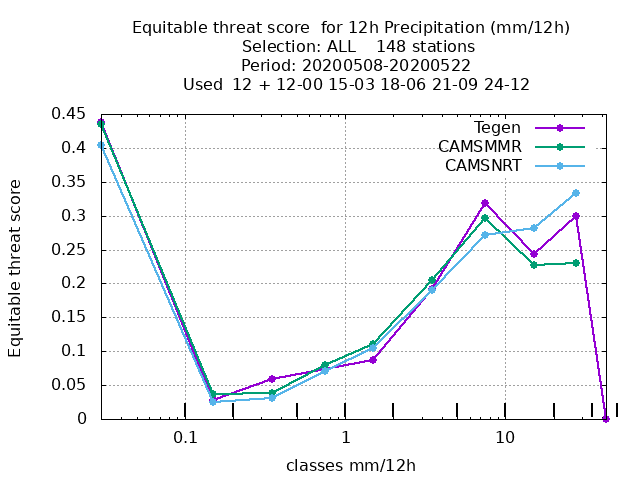 Equitable threat score  for 12h Precipitation (mm/12h)
Selection: ALL    148 stations
Period: 20200508-20200522
Used  12 + 12-00 15-03 18-06 21-09 24-12
Equitable threat score
0.45
0.4
0.35
0.3
0.25
0.2
0.15
0.1
0.05
0
Tegen
CAMSMMR
CAMSNRT
0.1
1
10
classes mm/12h